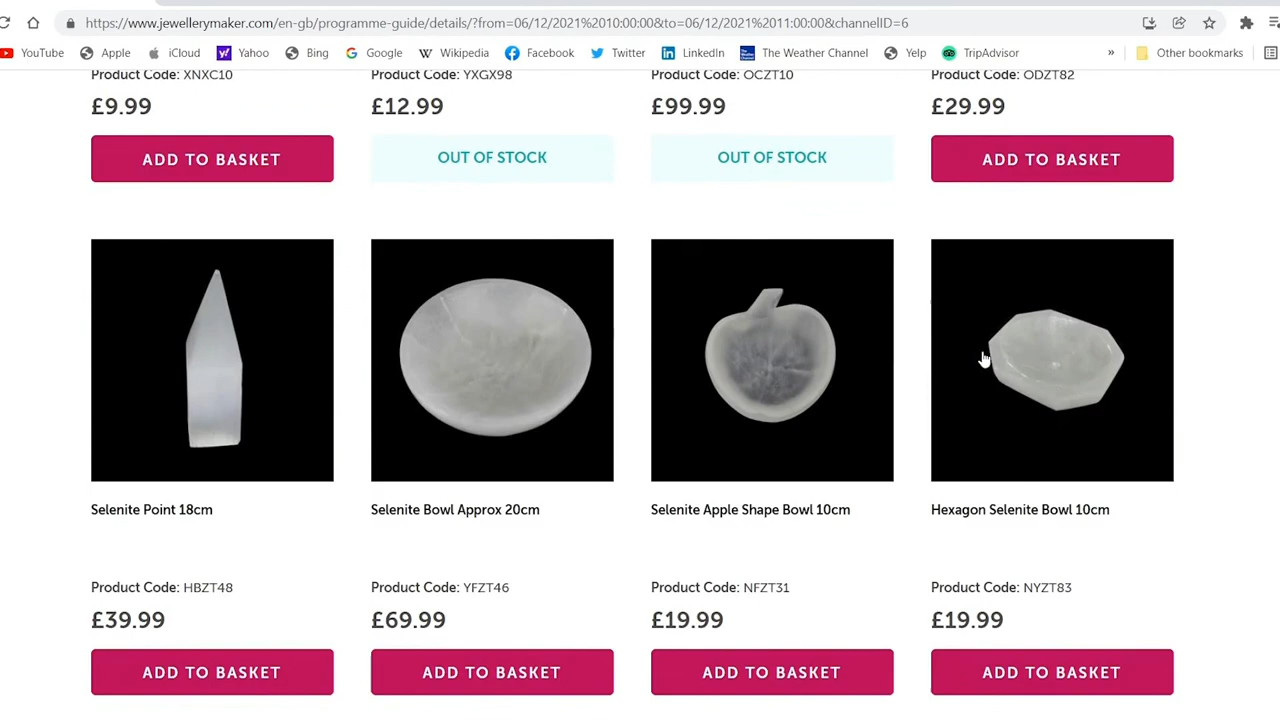 https://www.jewellerymaker.com/en-gb/programme-guide/details/?from=06/12/2021%2010:00:00&to=06/12/2021%2011:00:00&channelID=6
YouTube Apple iCloud Yahoo Bing Google Wikipedia Facebook Twitter LinkedIn The Weather Channel Yelp TripAdvisor » Other bookmarks
Product Code: XNXC10 Product Code: YXGX98 Product Code: OCZT10 Product Code: ODZT82
£9.99 £12.99 £99.99 £29.99
ADD TO BASKET OUT OF STOCK OUT OF STOCK ADD TO BASKET
Selenite Point 18cm Selenite Bowl Approx 20cm Selenite Apple Shape Bowl 10cm Hexagon Selenite Bowl 10cm
Product Code: HBZT48 Product Code: YFZT46 Product Code: NFZT31 Product Code: NYZT83
£39.99 £69.99 £19.99 £19.99
ADD TO BASKET ADD TO BASKET ADD TO BASKET ADD TO BASKET